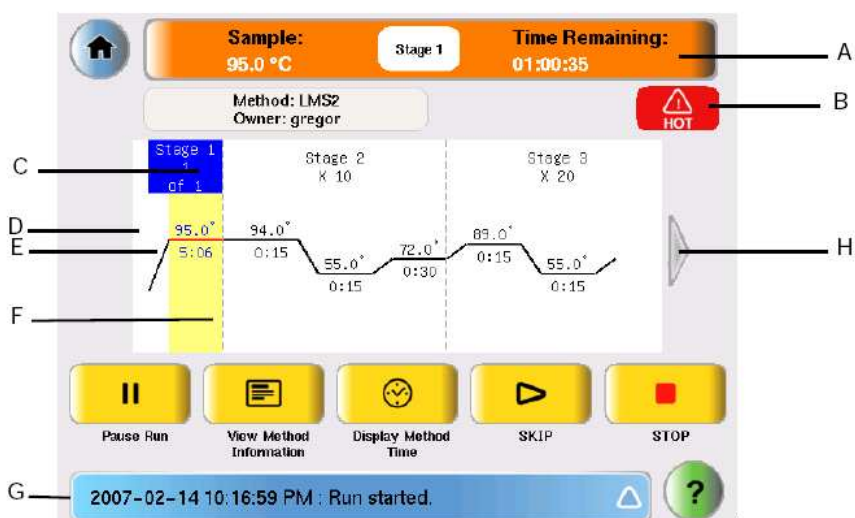 Sample:
95.0 °C
Stage 1
Time Remaining:
01:00:35
A
Method: LMS2
Owner: gregor
HOT
B
Stage 1
1
of 1
Stage 2
X 10
Stage 3
X 20
C
D
E
95.0°
5:06
94.0°
0:15
55.0°
0:15
72.0°
0:30
89.0°
0:15
55.0°
0:15
H
F
Pause Run
View Method
Information
Display Method
Time
SKIP
STOP
G
2007-02-14 10:16:59 PM : Run started.
?